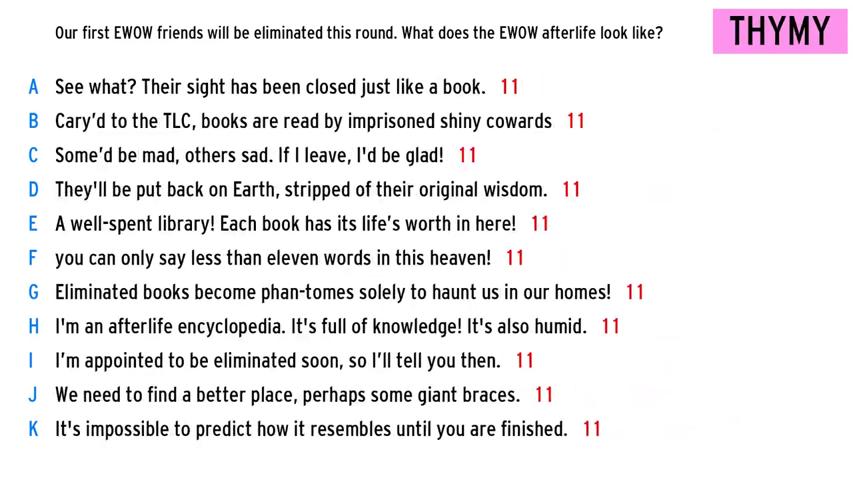 Our first EWOW friends will be eliminated this round. What does the EWOW afterlife look like?
THYMY
A See what? Their sight has been closed just like a book. 11
B Cary'd to the TLC, books are read by imprisoned shiny cowards 11
C Some'd be mad, others sad. If I leave, I'd be glad! 11
D They'll be put back on Earth, stripped of their original wisdom. 11
E A well-spent library! Each book has its life's worth in here! 11
F you can only say less than eleven words in this heaven! 11
G Eliminated books become phan-tomes solely to haunt us in our homes! 11
H I'm an afterlife encyclopedia. It's full of knowledge! It's also humid. 11
I I'm appointed to be eliminated soon, so I'll tell you then. 11
J We need to find a better place, perhaps some giant braces. 11
K It's impossible to predict how it resembles until you are finished. 11